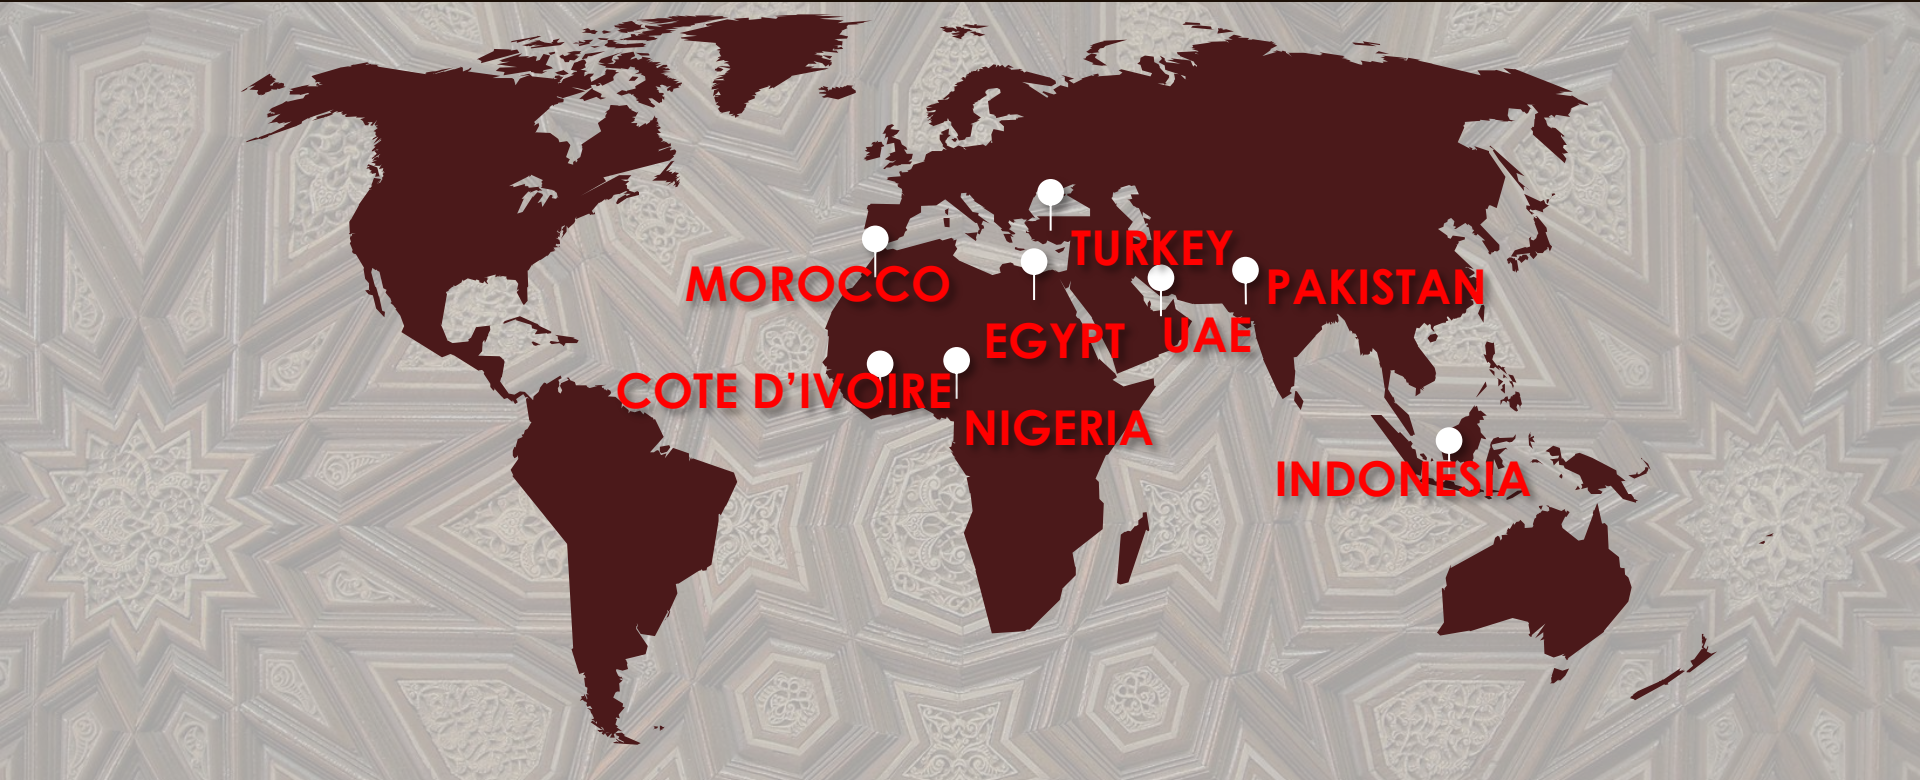 TURKEY
MOROCCO
PAKISTAN
EGYPT
UAE
COTE D’IVOIRE
NIGERIA
INDONESIA